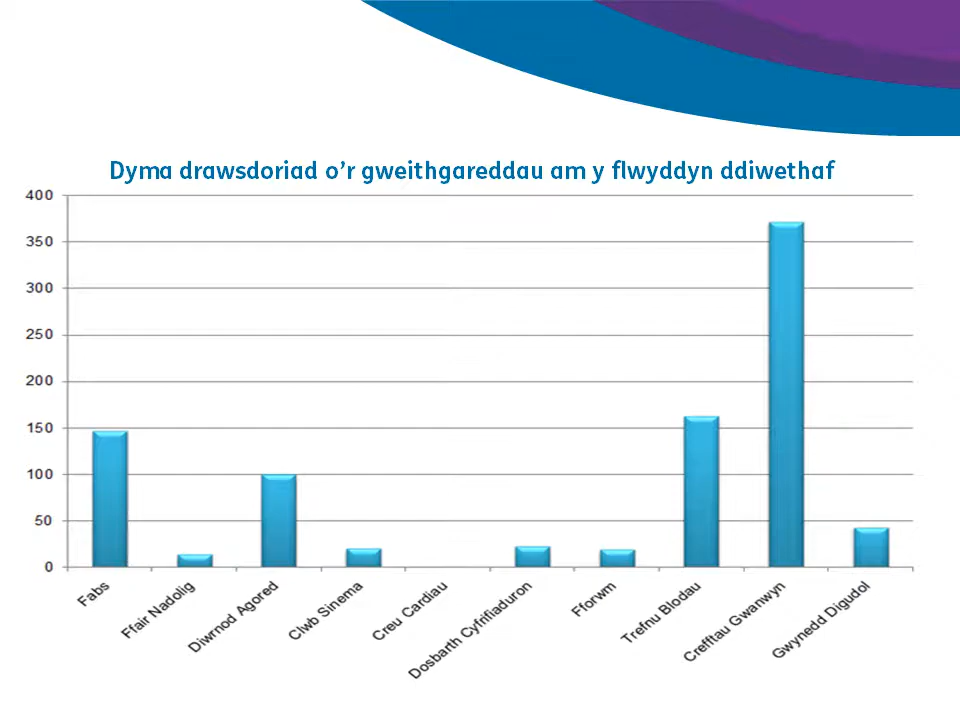 Dyma drawsdoriad o’r gweithgareddau am y flwyddyn ddiwethaf
400
350
300
250
200
150
100
50
0
Fabs
Ffair Nadolig
Diwrnod Agored
Clwb Sinema
Creu Cardiau
Dosbarth Cyfrifiaduron
Fforwm
Trefnu Blodau
Crefftau Gwanwyn
Gwynedd Digudol